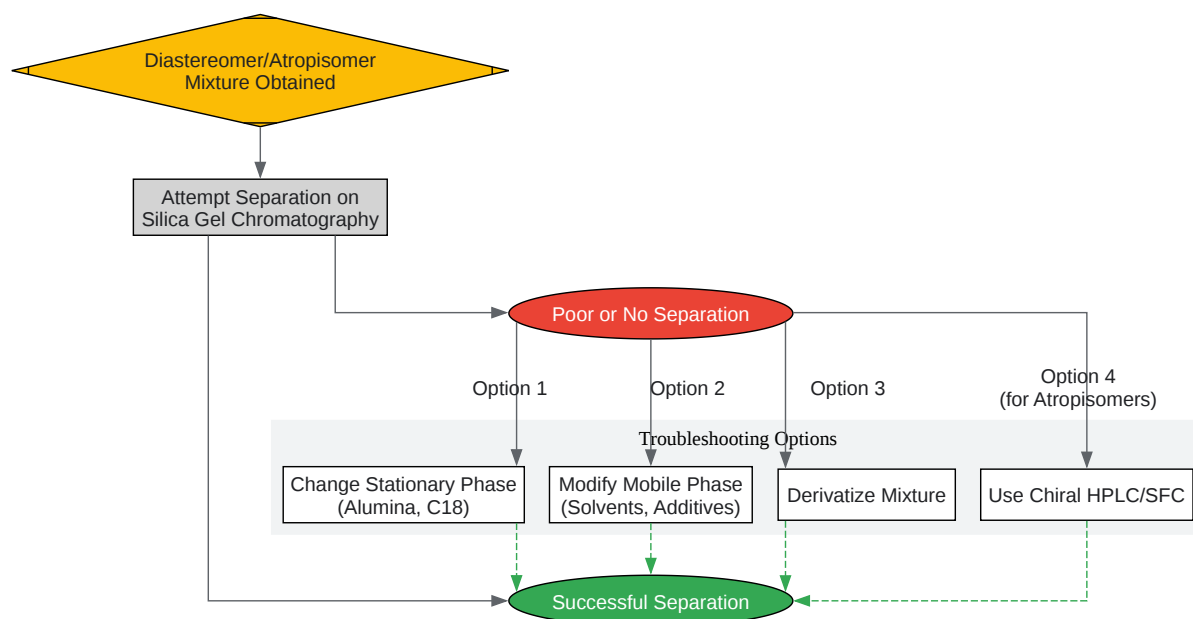 Diastereomer/Atropisomer
Mixture Obtained
Attempt Separation on
Silica Gel Chromatography
Poor or No Separation
Option 1
Option 2
Option 3
Option 4
(for Atropisomers)
Troubleshooting Options
Change Stationary Phase
(Alumina, C18)
Modify Mobile Phase
(Solvents, Additives)
Derivatize Mixture
Use Chiral HPLC/SFC
Successful Separation